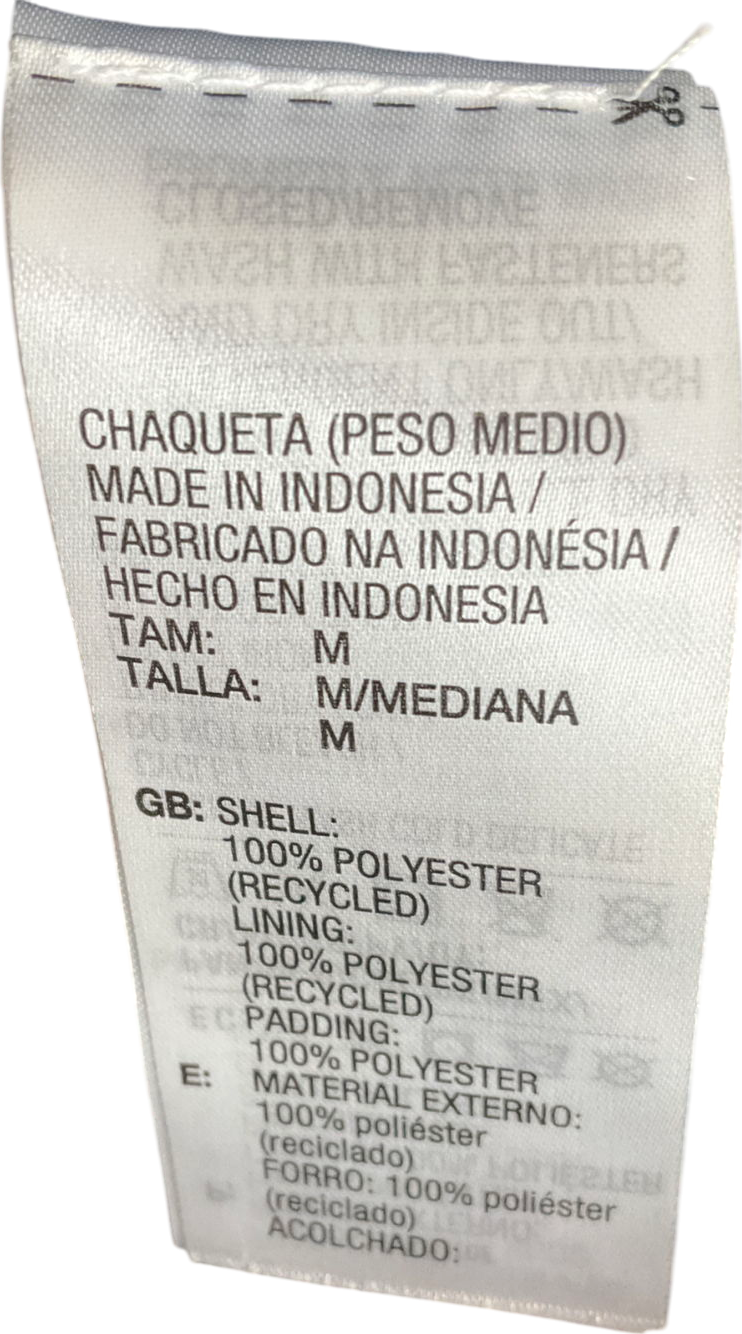 CHAQUETA (PESO MEDIO)
MADE IN INDONESIA /
FABRICADO NA INDONÉSIA /
HECHO EN INDONESIA
TAM: M
TALLA: M/MEDIANA
M
GB: SHELL:
100% POLYESTER
(RECYCLED)
LINING:
100% POLYESTER
(RECYCLED)
PADDING:
100% POLYESTER
E: MATERIAL EXTERNO:
100% poliéster
(reciclado)
FORRO: 100% poliéster
(reciclado)
ACOLCHADO: